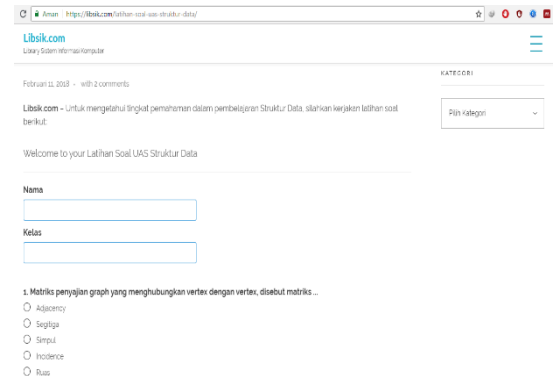 Aman | https://libsik.com/latihan-soal-uas-struktur-data/
Libsik.com
Library Sistem Informasi Komputer
Februari 11, 2018 - with 2 comments
Libsik.com – Untuk mengetahui tingkat pemahaman dalam pembelajaran Struktur Data, silahkan kerjakan latihan soal
berikut:
Welcome to your Latihan Soal UAS Struktur Data
Nama
Kelas
1. Matriks penyajian graph yang menghubungkan vertex dengan vertex, disebut matriks ...
Adjacency
Segitiga
Simpul
Incidence
Ruas
KATEGORI
Pilih Kategori